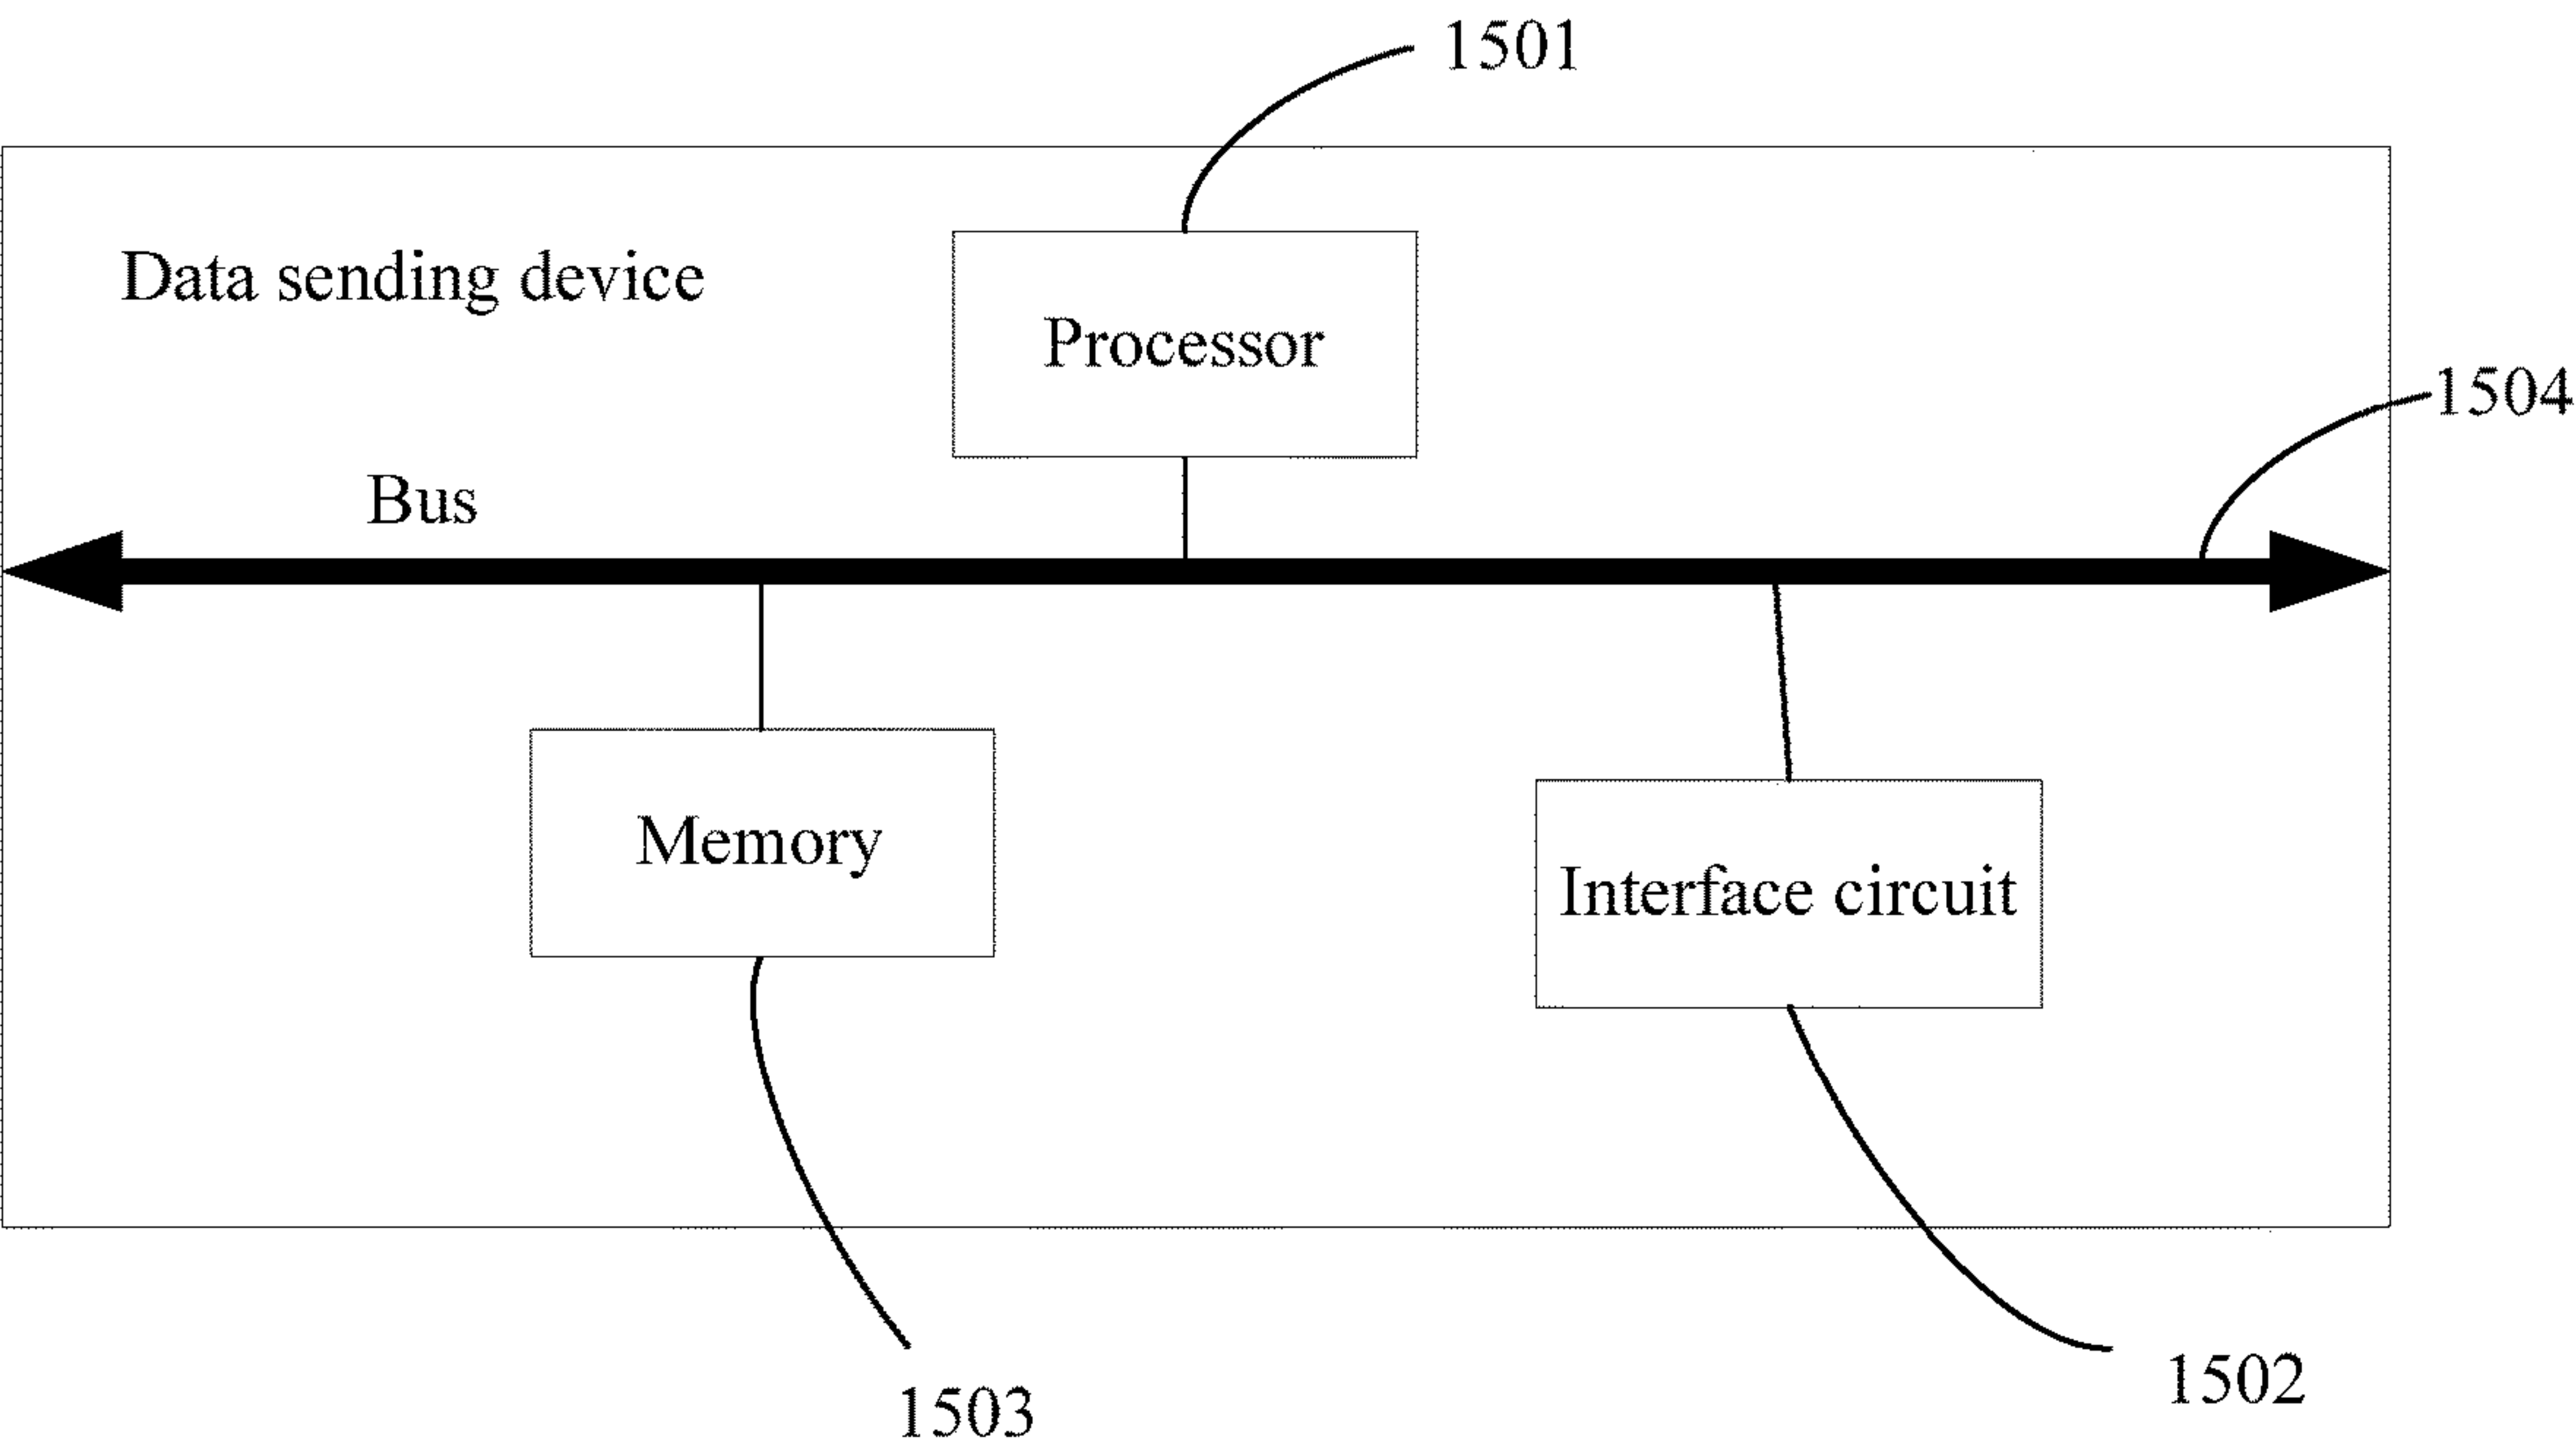 1501
Data sending device
Processor
1504
Bus
Memory
Interface circuit
1503
1502